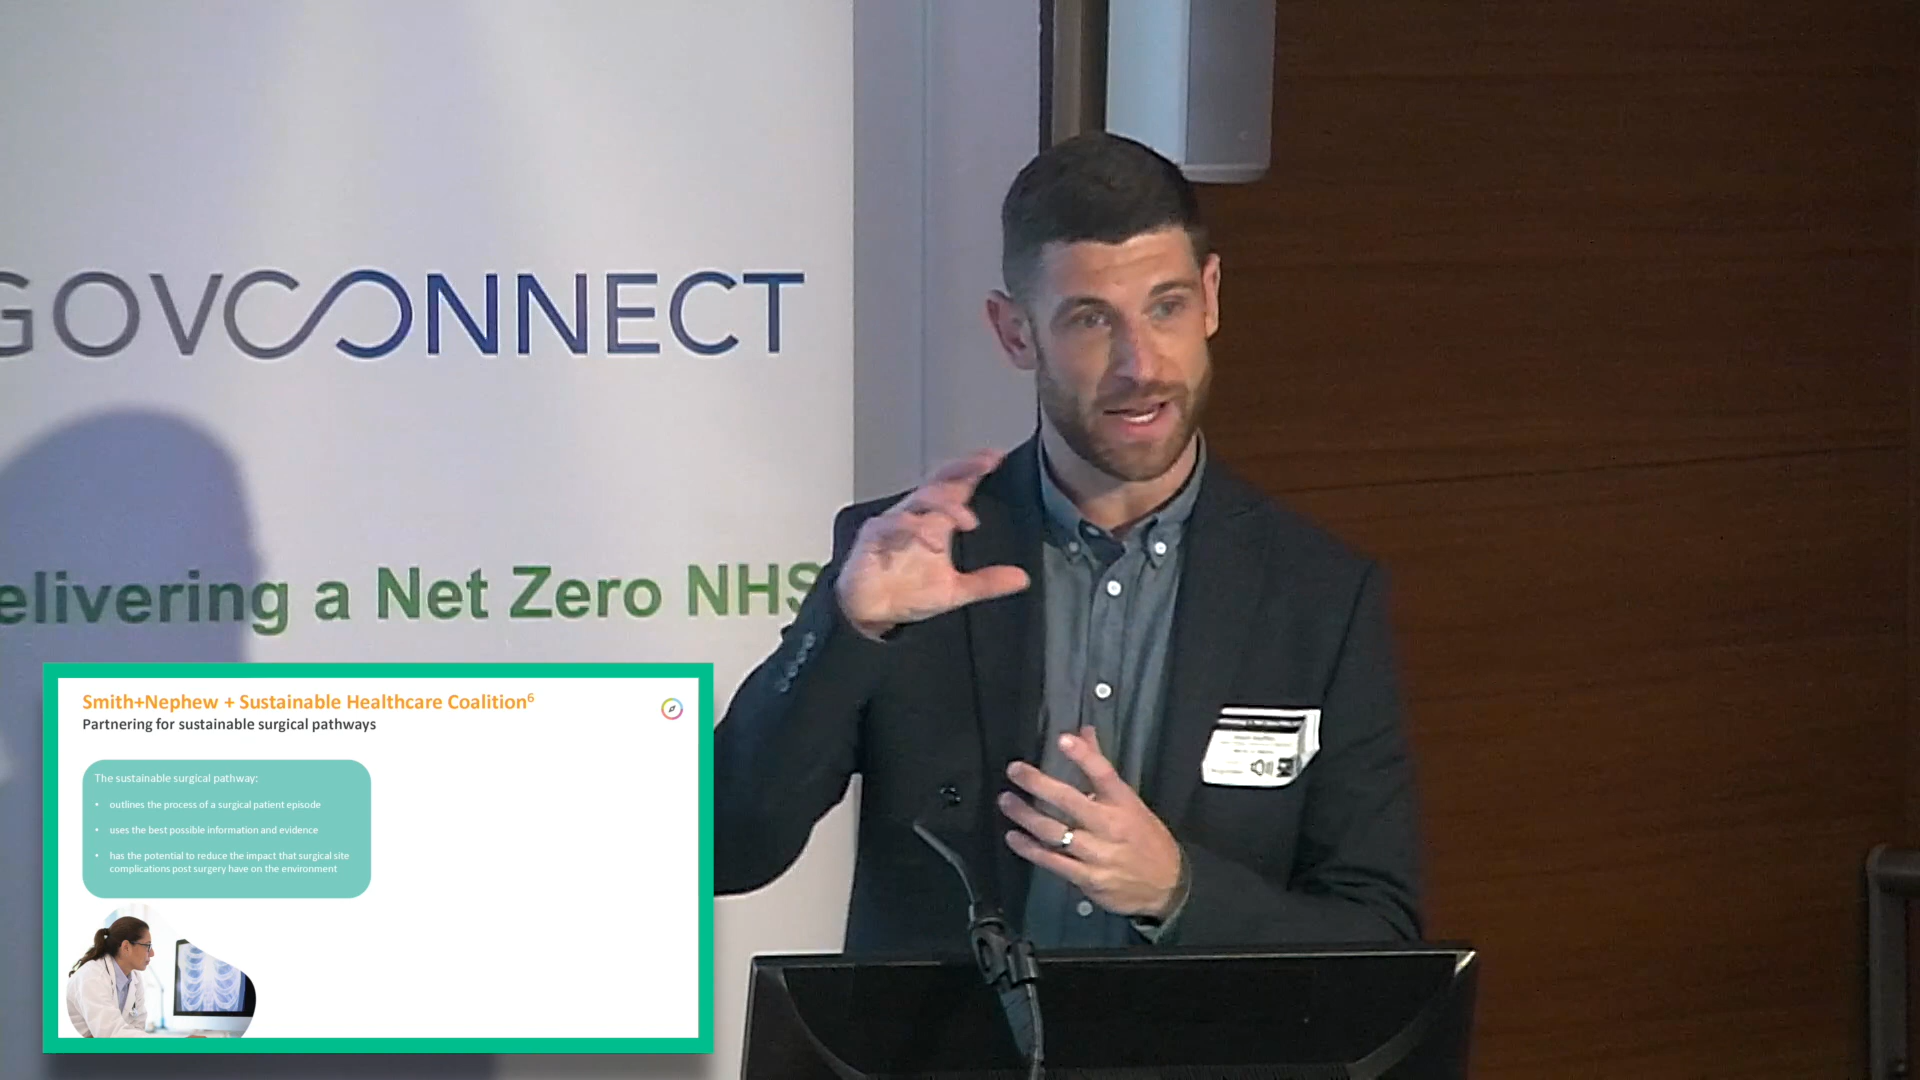 GOVCONNECT
elivering a Net Zero NHS
Smith+Nephew + Sustainable Healthcare Coalition⁶
Partnering for sustainable surgical pathways
The sustainable surgical pathway:
• outlines the process of a surgical patient episode
• uses the best possible information and evidence
• has the potential to reduce the impact that surgical site
complications post surgery have on the environment